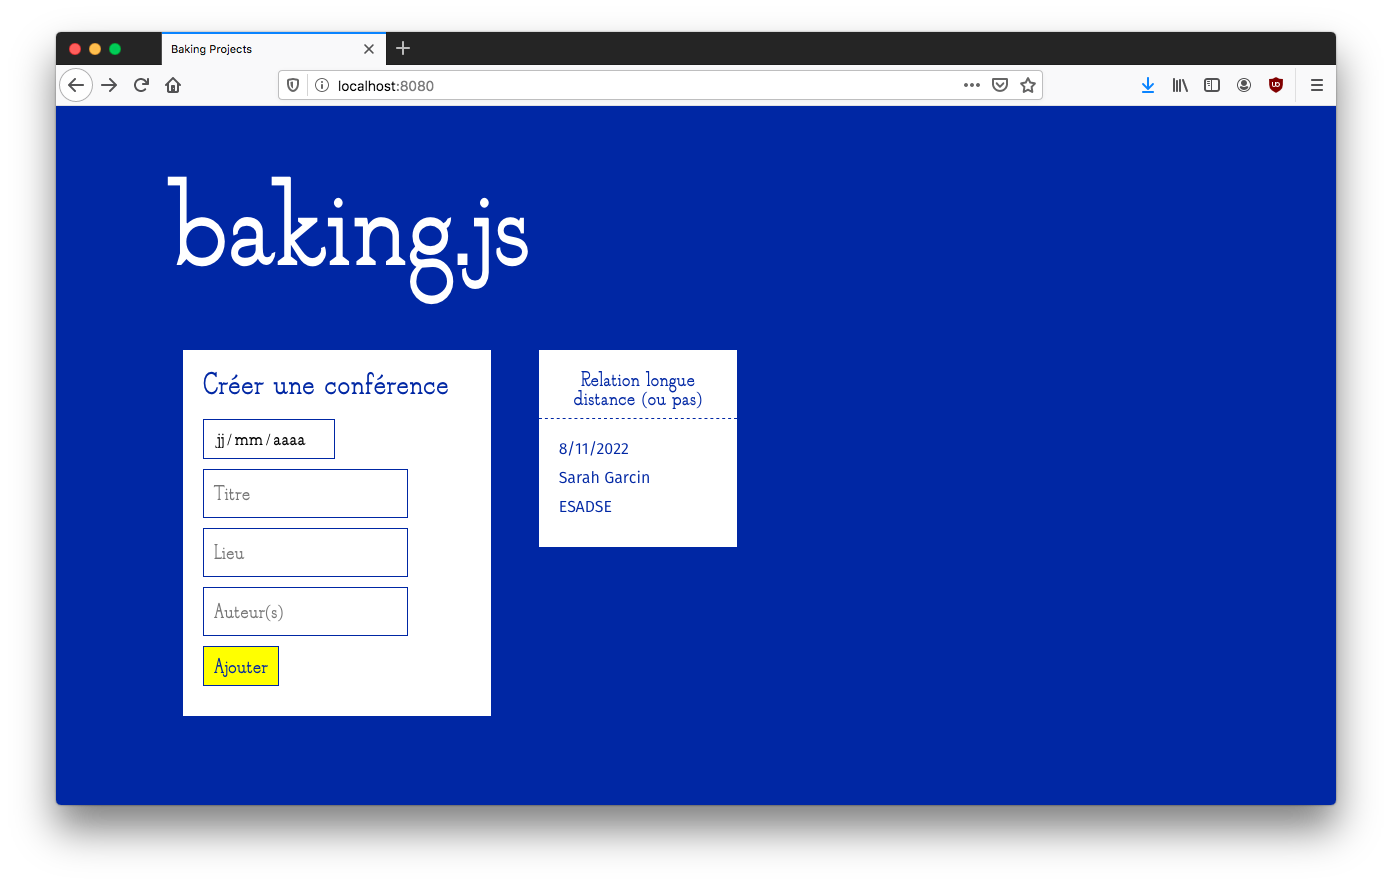 Baking Projects
localhost:8080
baking.js
Créer une conférence
jj/mm/aaaa
Titre
Lieu
Auteur(s)
Ajouter
Relation longue
distance (ou pas)
8/11/2022
Sarah Garcin
ESADSE